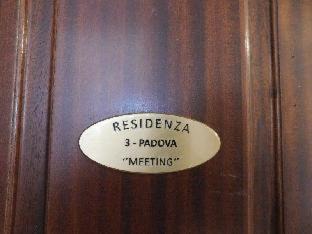 RESIDENZA
3 - PADOVA
"MEETING"